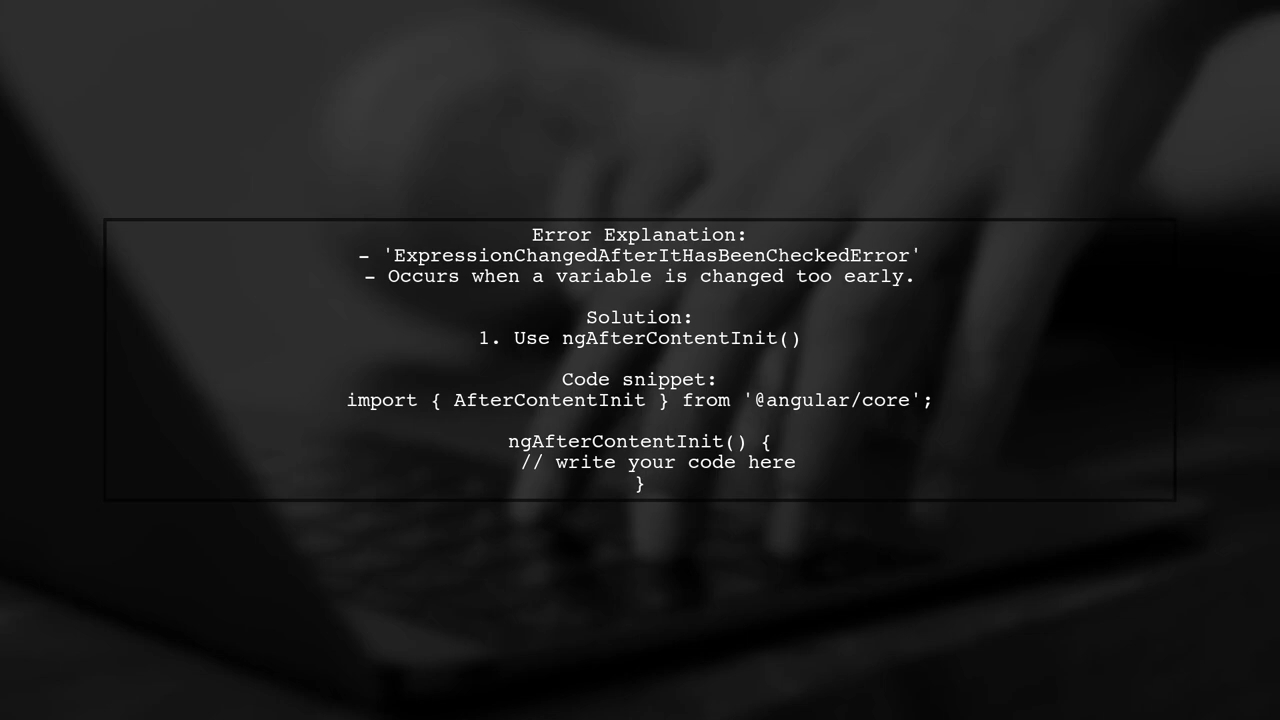 Error Explanation:
- 'ExpressionChangedAfterItHasBeenCheckedError'
- Occurs when a variable is changed too early.
Solution:
1. Use ngAfterContentInit()
Code snippet:
import { AfterContentInit } from '@angular/core';
ngAfterContentInit() {
// write your code here
}